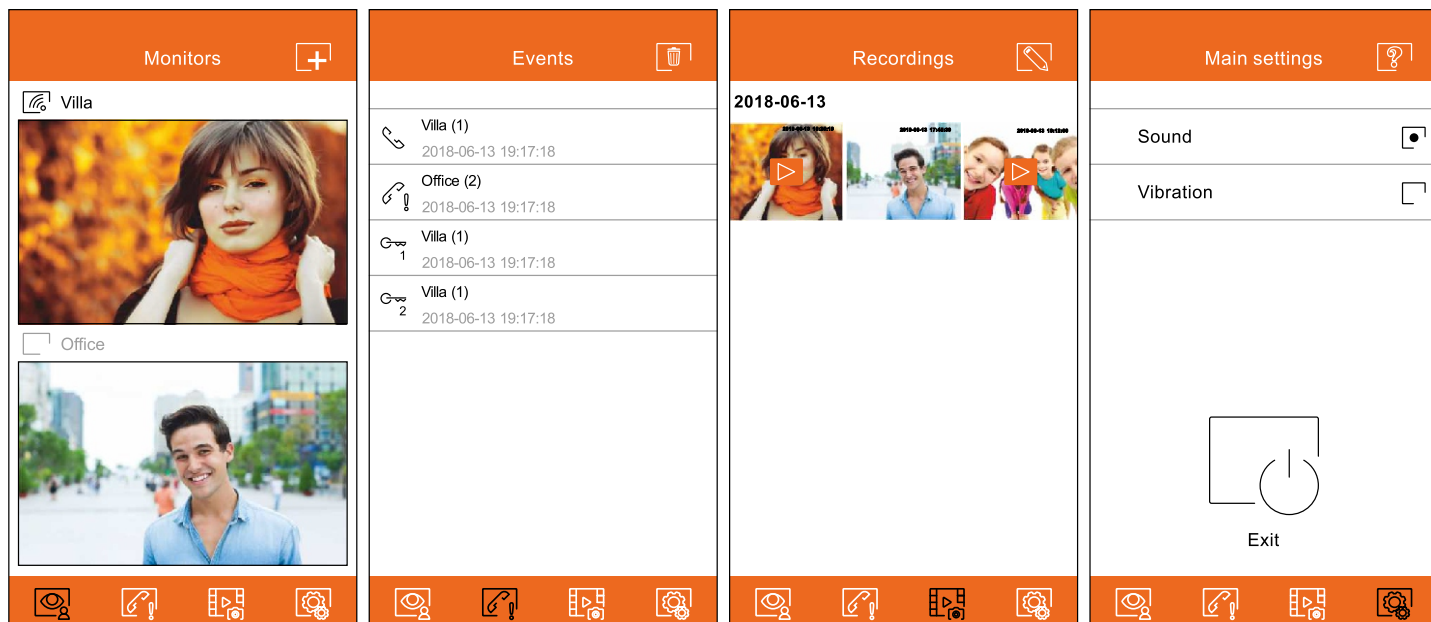 Monitors
Villa
Office
Events
Villa (1)
2018-06-13 19:17:18
Office (2)
2018-06-13 19:17:18
Villa (1)
1
2018-06-13 19:17:18
Villa (1)
2
2018-06-13 19:17:18
Recordings
2018-06-13
Main settings
Sound
Vibration
Exit